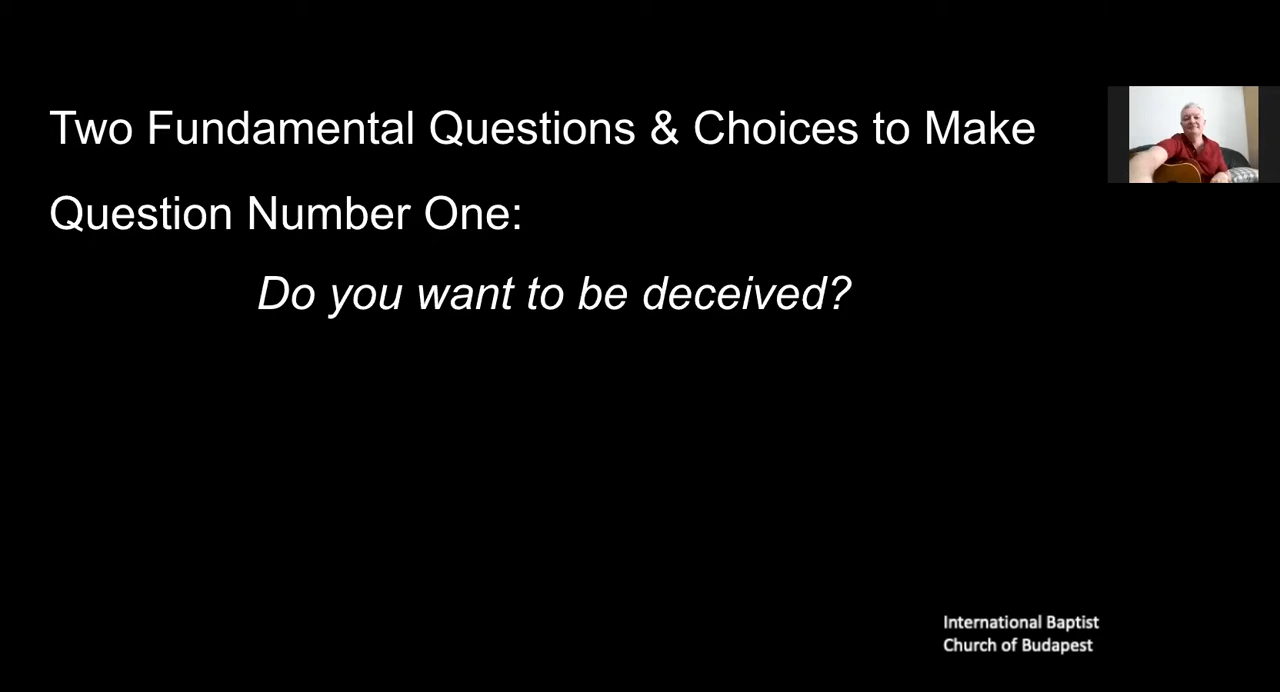 Two Fundamental Questions & Choices to Make
Question Number One:
Do you want to be deceived?
International Baptist
Church of Budapest